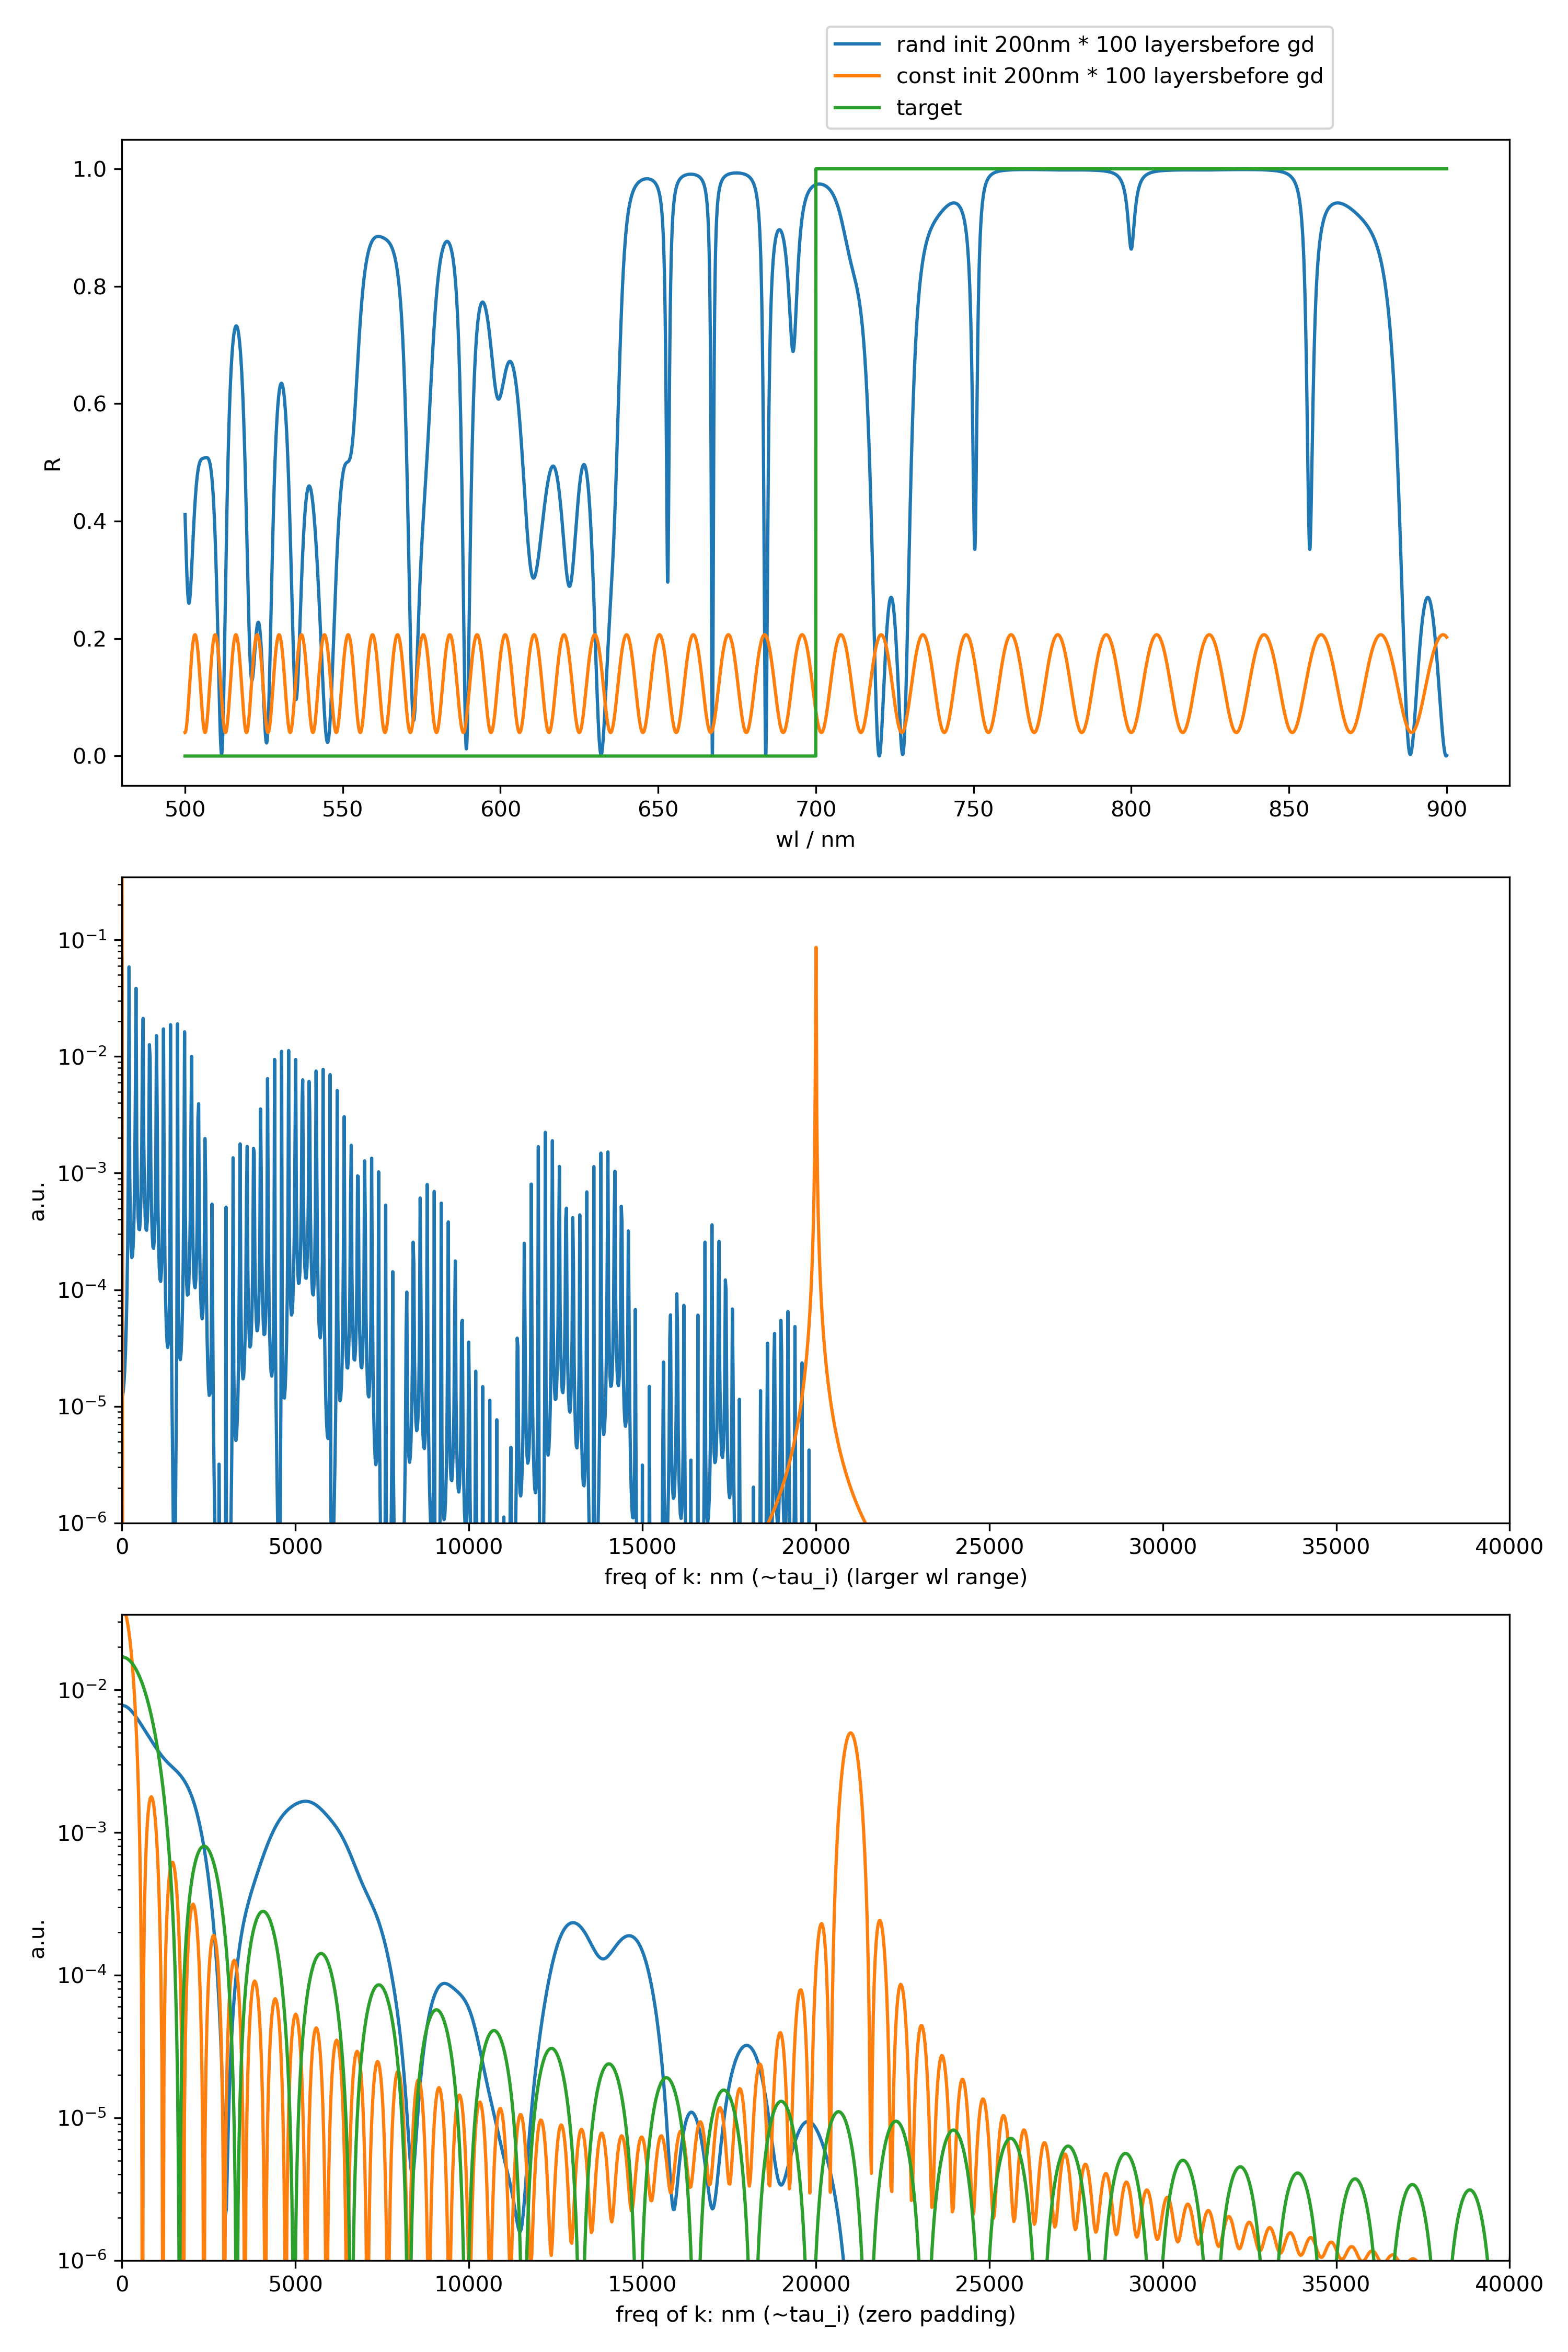 rand init 200nm * 100 layersbefore gd
const init 200nm * 100 layersbefore gd
target
1.0
0.8
0.6
R
0.4
0.2
0.0
500 550 600 650 700 750 800 850 900
wl / nm
10⁻¹
10⁻²
10⁻³
a.u.
10⁻⁴
10⁻⁵
10⁻⁶
0 5000 10000 15000 20000 25000 30000 35000 40000
freq of k: nm (~tau_i) (larger wl range)
10⁻²
10⁻³
a.u.
10⁻⁴
10⁻⁵
10⁻⁶
0 5000 10000 15000 20000 25000 30000 35000 40000
freq of k: nm (~tau_i) (zero padding)